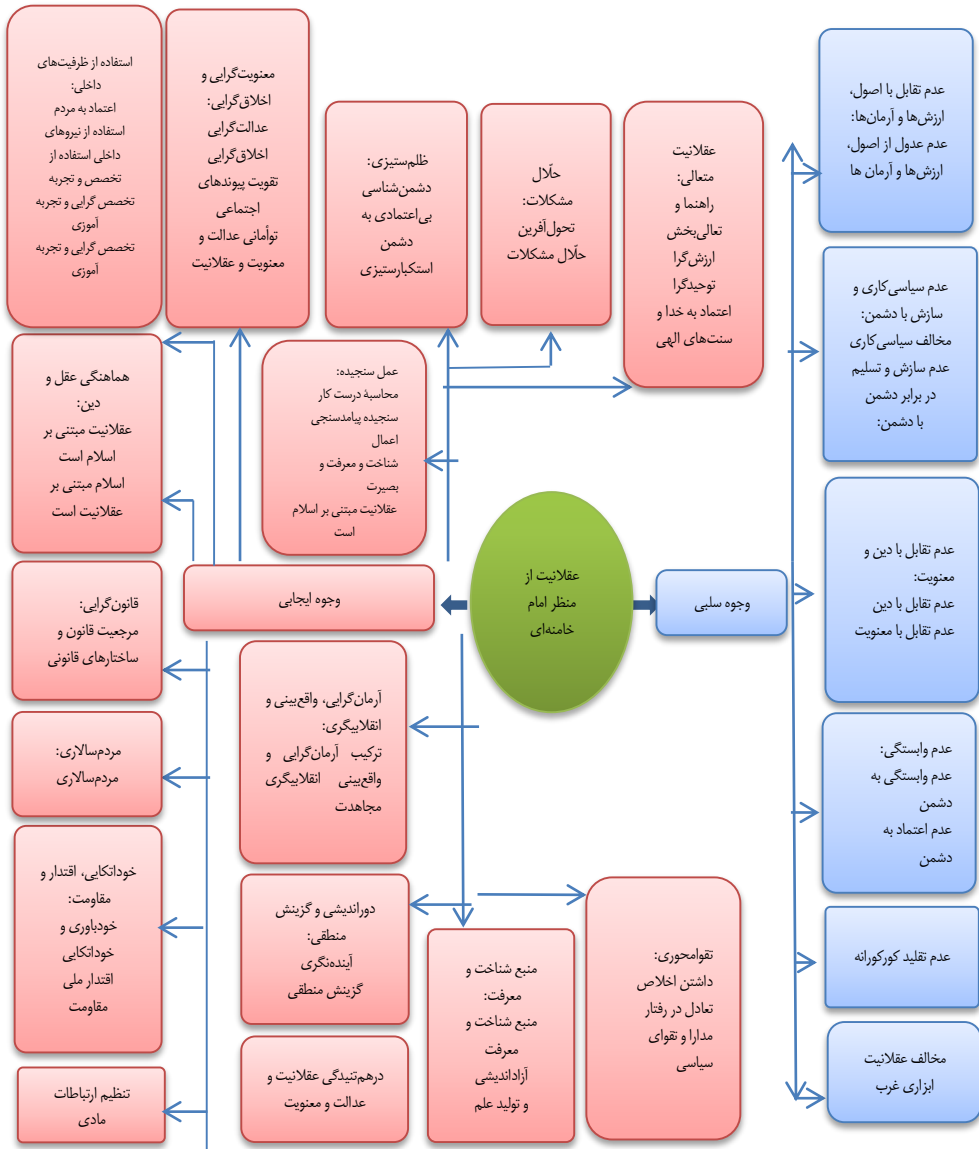 عدم تقابل با اصول،
ارزش‌ها و آرمان‌ها:
عدم عدول از اصول،
ارزش‌ها و آرمان ها
عقلانیت
متعالی:
راهنما و
تعالی‌بخش
ارزش‌گرا
توحیدگرا
اعتماد به خدا و
سنت‌های الهی
حلّال
مشکلات:
تحول‌آفرین
حلّال مشکلات
ظلم‌ستیزی:
دشمن‌شناسی
بی‌اعتمادی به
دشمن
استکبارستیزی
معنویت‌گرایی و
اخلاق‌گرایی:
عدالت‌گرایی
اخلاق‌گرایی
تقویت پیوندهای
اجتماعی
توأمانی عدالت و
معنویت و عقلانیت
استفاده از ظرفیت‌های
داخلی:
اعتماد به مردم
استفاده از نیروهای
داخلی استفاده از
تخصص و تجربه
تخصص گرایی و تجربه
آموزی
تخصص گرایی و تجربه
آموزی
عدم سیاسی‌کاری و
سازش با دشمن:
مخالف سیاسی‌کاری
عدم سازش و تسلیم
در برابر دشمن
با دشمن:
عمل سنجیده:
محاسبۀ درست کار
سنجیده پیامدسنجی
اعمال
شناخت و معرفت و
بصیرت
عقلانیت مبتنی بر اسلام
است
هماهنگی عقل و
دین:
عقلانیت مبتنی بر
اسلام است
اسلام مبتنی بر
عقلانیت است
عدم تقابل با دین و
معنویت:
عدم تقابل با دین
عدم تقابل با معنویت
وجوه سلبی
عقلانیت از
منظر امام
خامنه‌ای
وجوه ایجابی
قانون‌گرایی:
مرجعیت قانون و
ساختارهای قانونی
آرمان‌گرایی، واقع‌بینی و
انقلابیگری:
ترکیب آرمان‌گرایی و
واقع‌بینی انقلابیگری
مجاهدت
مردم‌سالاری:
مردم‌سالاری
عدم وابستگی:
عدم وابستگی به
دشمن
عدم اعتماد به
دشمن
خوداتکایی، اقتدار و
مقاومت:
خودباوری و
خوداتکایی
اقتدار ملی
مقاومت
دوراندیشی و گزینش
منطقی:
آینده‌نگری
گزینش منطقی
تقوامحوری:
داشتن اخلاص
تعادل در رفتار
مدارا و تقوای
سیاسی
منبع شناخت و
معرفت:
منبع شناخت و
معرفت
آزاداندیشی
و تولید علم
عدم تقلید کورکورانه
درهم‌تنیدگی عقلانیت و
عدالت و معنویت
مخالف عقلانیت
ابزاری غرب
تنظیم ارتباطات
مادی